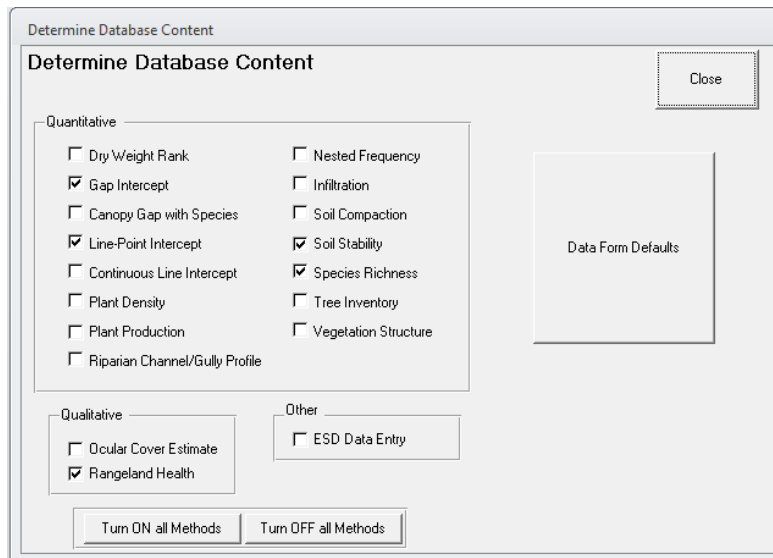 Determine Database Content
Determine Database Content
Close
Quantitative
Dry Weight Rank
Nested Frequency
Gap Intercept
Infiltration
Canopy Gap with Species
Soil Compaction
Line-Point Intercept
Soil Stability
Continuous Line Intercept
Species Richness
Plant Density
Tree Inventory
Plant Production
Vegetation Structure
Riparian Channel/Gully Profile
Data Form Defaults
Qualitative
Ocular Cover Estimate
Rangeland Health
Other
ESD Data Entry
Turn ON all Methods
Turn OFF all Methods